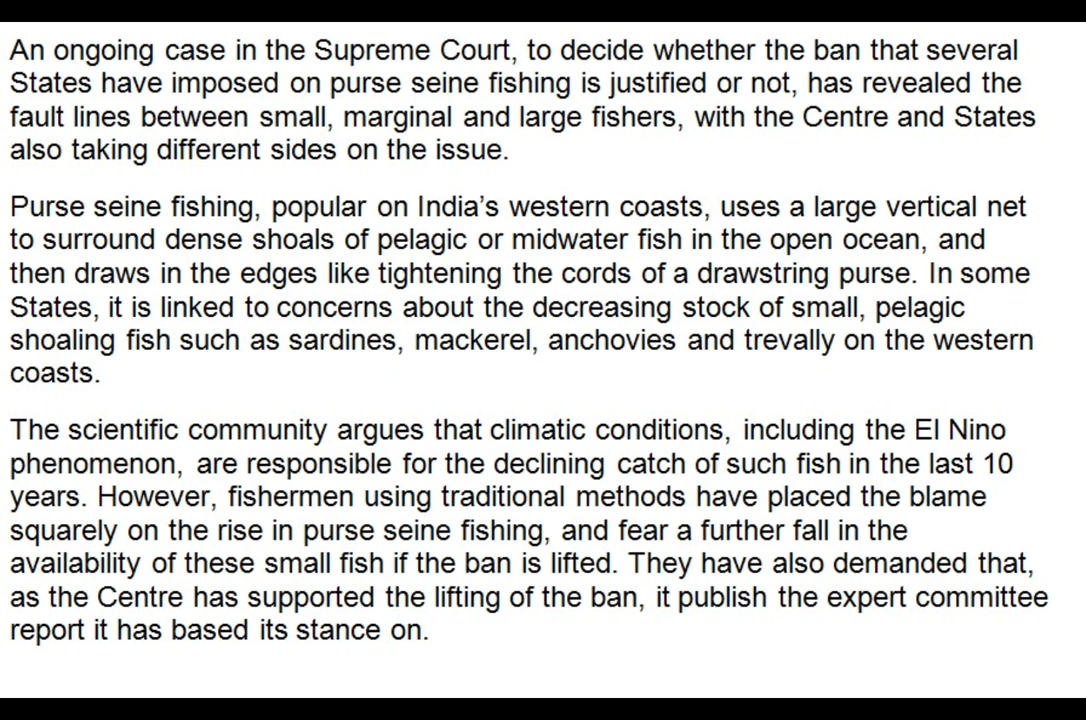 An ongoing case in the Supreme Court, to decide whether the ban that several
States have imposed on purse seine fishing is justified or not, has revealed the
fault lines between small, marginal and large fishers, with the Centre and States
also taking different sides on the issue.
Purse seine fishing, popular on India’s western coasts, uses a large vertical net
to surround dense shoals of pelagic or midwater fish in the open ocean, and
then draws in the edges like tightening the cords of a drawstring purse. In some
States, it is linked to concerns about the decreasing stock of small, pelagic
shoaling fish such as sardines, mackerel, anchovies and trevally on the western
coasts.
The scientific community argues that climatic conditions, including the El Nino
phenomenon, are responsible for the declining catch of such fish in the last 10
years. However, fishermen using traditional methods have placed the blame
squarely on the rise in purse seine fishing, and fear a further fall in the
availability of these small fish if the ban is lifted. They have also demanded that,
as the Centre has supported the lifting of the ban, it publish the expert committee
report it has based its stance on.